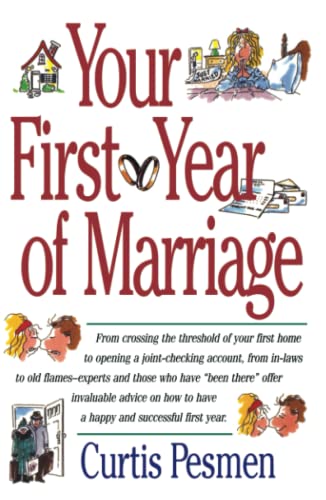 Your
First Year
of Marriage
From crossing the threshold of your first home
to opening a joint-checking account, from in-laws
to old flames–experts and those who have "been there" offer
invaluable advice on how to have
a happy and successful first year.
Curtis Pesmen